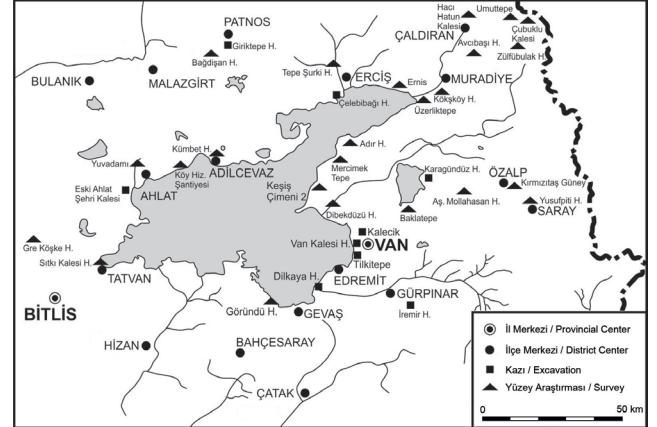 Hacı
Hatun
Kalesi
Umuttepe
Çubuklu
Kalesi
PATNOS
Giriktepe H.
Bağdişan H.
ÇALDIRAN
Avcıbaşı H.
Zülfübulak H.
BULANIK
MALAZGİRT
Tepe Şurki H.
ERCİŞ
Ernis
MURADİYE
Çelebibağı H.
Kökşköy H.
Üzerliktepe
Kümbet H.
Adır H.
Yuvadamı
ADİLCEVAZ
Köy Hiz.
Şantiyesi
Mercimek
Tepe
Karagündüz H.
ÖZALP
Kırmızıtaş Güney
Eski Ahlat
Şehri Kalesi
AHLAT
Keşiş
Çimeni 2
Aş. Mollahasan H.
Yusufpiti H.
SARAY
Dibekdüzü H.
Baklatepe
Kalecik
Gre Köşke H.
Van Kalesi H.
VAN
Sıtkı Kalesi H.
Tilkitepe
TATVAN
Dilkaya H.
EDREMİT
GÜRPINAR
BİTLİS
Göründü H.
GEVAŞ
İremir H.
HİZAN
BAHÇESARAY
ÇATAK
İl Merkezi / Provincial Center
İlçe Merkezi / District Center
Kazı / Excavation
Yüzey Araştırması / Survey
0 50 km